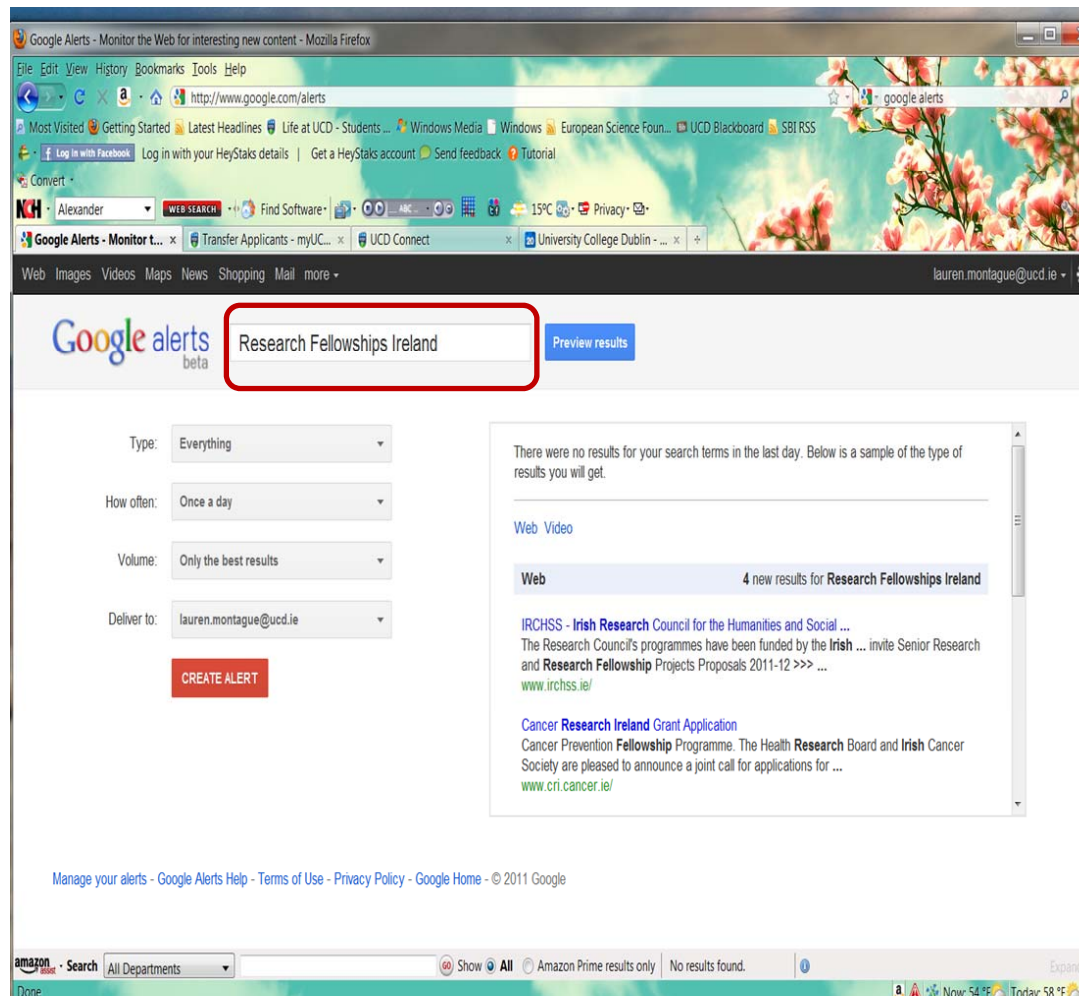 Google Alerts - Monitor the Web for interesting new content - Mozilla Firefox
File Edit View History Bookmarks Tools Help
http://www.google.com/alerts
google alerts
Most Visited Getting Started Latest Headlines Life at UCD - Students ... Windows Media Windows European Science Foun... UCD Blackboard SBI RSS
Log in with Facebook Log in with your HeyStaks details | Get a HeyStaks account Send feedback Tutorial
Convert
NCH Alexander WEB SEARCH Find Software ABC GO 15°C Privacy
Google Alerts - Monitor t... × Transfer Applicants - myUC... × UCD Connect × University College Dublin - ... × +
Web Images Videos Maps News Shopping Mail more lauren.montague@ucd.ie
Google alerts
beta
Research Fellowships Ireland
Preview results
Type: Everything
How often: Once a day
Volume: Only the best results
Deliver to: lauren.montague@ucd.ie
CREATE ALERT
There were no results for your search terms in the last day. Below is a sample of the type of
results you will get.
Web Video
Web 4 new results for Research Fellowships Ireland
IRCHSS - Irish Research Council for the Humanities and Social ...
The Research Council's programmes have been funded by the Irish ... invite Senior Research
and Research Fellowship Projects Proposals 2011-12 >>> ...
www.irchss.ie/
Cancer Research Ireland Grant Application
Cancer Prevention Fellowship Programme. The Health Research Board and Irish Cancer
Society are pleased to announce a joint call for applications for ...
www.cri.cancer.ie/
Manage your alerts - Google Alerts Help - Terms of Use - Privacy Policy - Google Home - © 2011 Google
amazon assist Search All Departments GO Show All Amazon Prime results only No results found. Expand
Done a Now: 54 °F Today: 58 °F